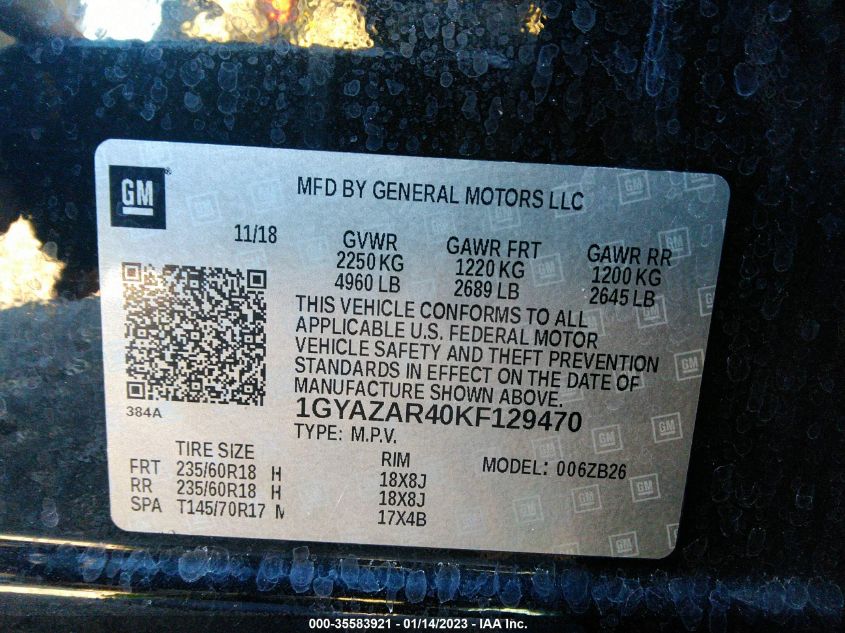 GM
MFD BY GENERAL MOTORS LLC
11/18 GVWR GAWR FRT GAWR RR
2250 KG 1220 KG 1200 KG
4960 LB 2689 LB 2645 LB
THIS VEHICLE CONFORMS TO ALL
APPLICABLE U.S. FEDERAL MOTOR
VEHICLE SAFETY AND THEFT PREVENTION
STANDARDS IN EFFECT ON THE DATE OF
MANUFACTURE SHOWN ABOVE.
384A
1GYAZAR40KF129470
TYPE: M.P.V.
TIRE SIZE RIM MODEL: 006ZB26
FRT 235/60R18 H 18X8J
RR 235/60R18 H 18X8J
SPA T145/70R17 M 17X4B
000-35583921 - 01/14/2023 - IAA Inc.